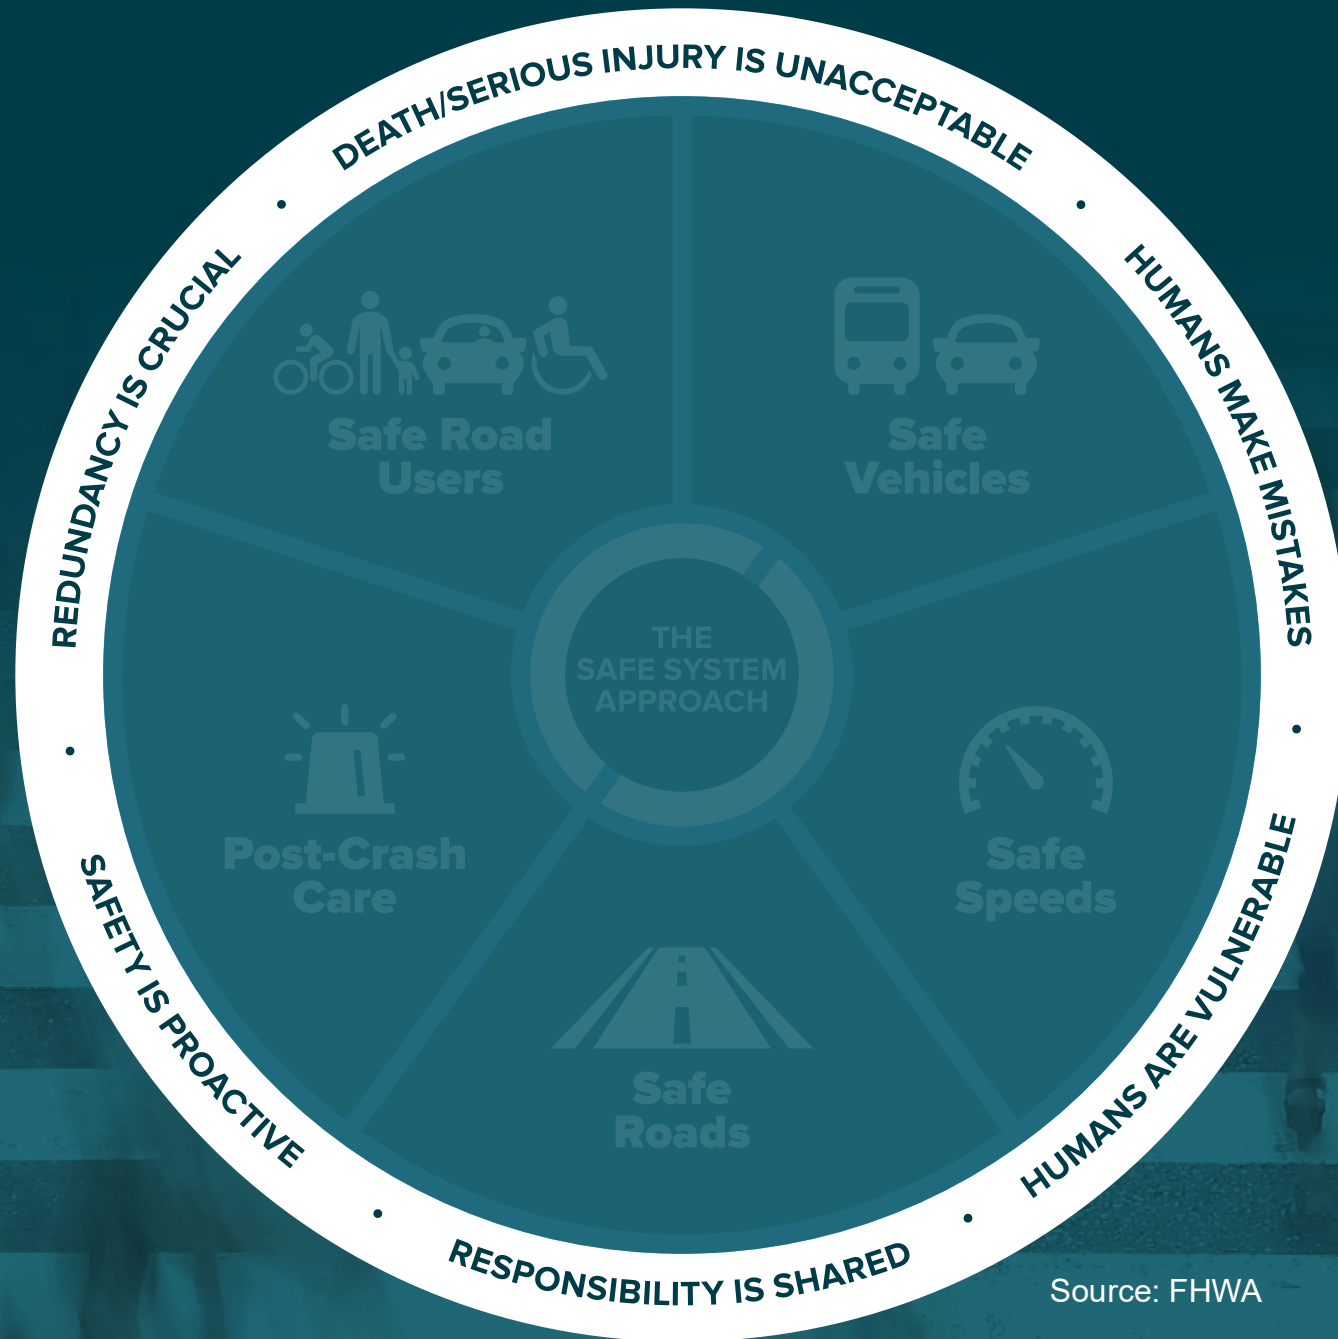 DEATH/SERIOUS INJURY IS UNACCEPTABLE
HUMANS MAKE MISTAKES
HUMANS ARE VULNERABLE
RESPONSIBILITY IS SHARED
SAFETY IS PROACTIVE
REDUNDANCY IS CRUCIAL
Safe Road
Users
Safe
Vehicles
Safe
Speeds
Safe
Roads
Post-Crash
Care
THE
SAFE SYSTEM
APPROACH
Source: FHWA